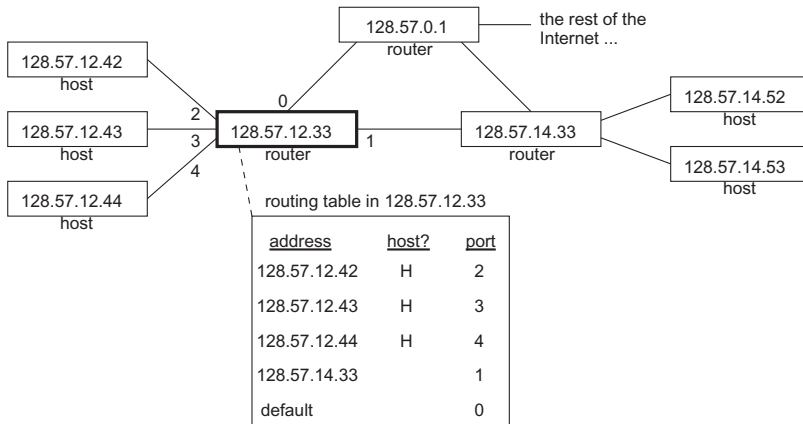 128.57.0.1
router
the rest of the
Internet ...
128.57.12.42
host
128.57.12.43
host
128.57.12.44
host
0
2
3
4
128.57.12.33
router
1
128.57.14.33
router
128.57.14.52
host
128.57.14.53
host
routing table in 128.57.12.33
address host? port
128.57.12.42 H 2
128.57.12.43 H 3
128.57.12.44 H 4
128.57.14.33 1
default 0